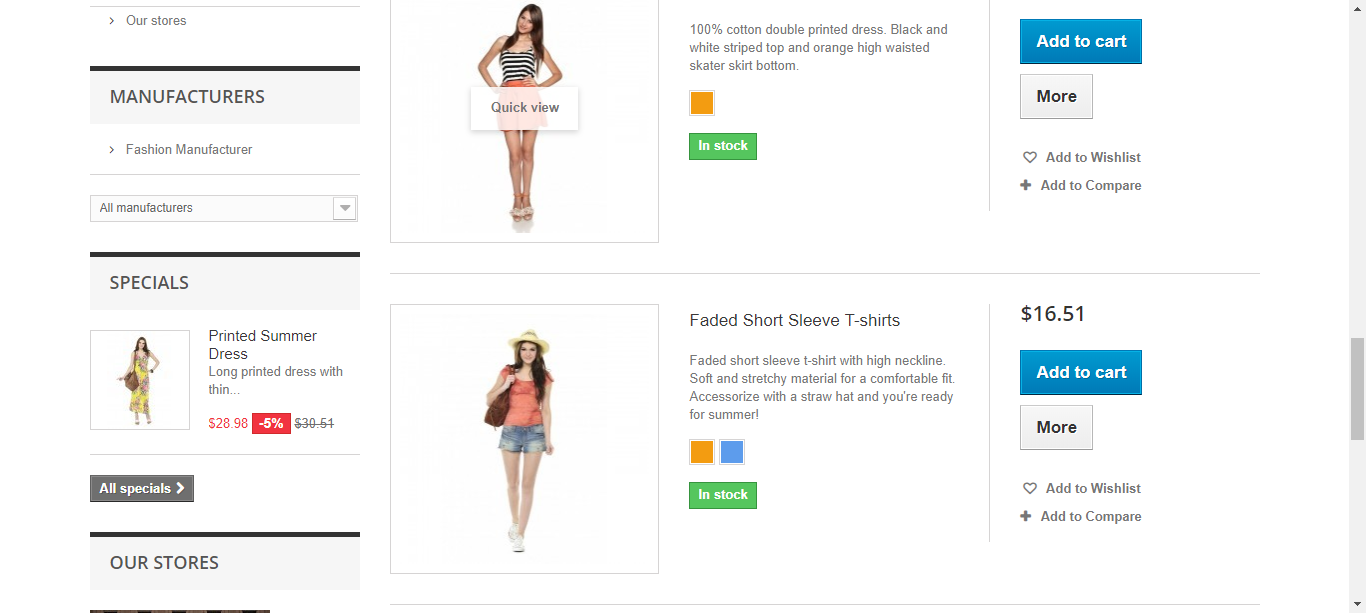 Our stores
MANUFACTURERS
Fashion Manufacturer
All manufacturers
SPECIALS
Printed Summer
Dress
Long printed dress with
thin...
$28.98 -5% $30.51
All specials
OUR STORES
Quick view
100% cotton double printed dress. Black and
white striped top and orange high waisted
skater skirt bottom.
In stock
Add to cart
More
Add to Wishlist
Add to Compare
Faded Short Sleeve T-shirts
Faded short sleeve t-shirt with high neckline.
Soft and stretchy material for a comfortable fit.
Accessorize with a straw hat and you're ready
for summer!
In stock
$16.51
Add to cart
More
Add to Wishlist
Add to Compare